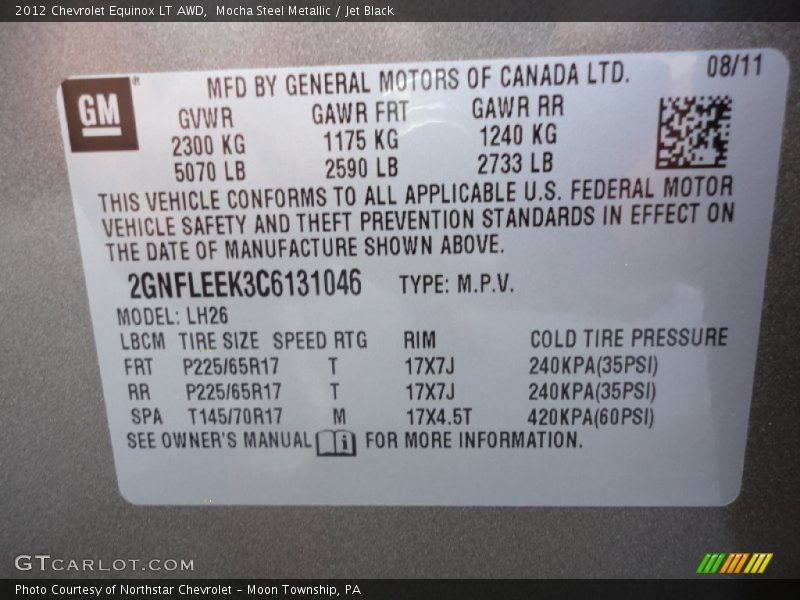 2012 Chevrolet Equinox LT AWD,  Mocha Steel Metallic / Jet Black
08/11
GM
MFD BY GENERAL MOTORS OF CANADA LTD.
GVWR GAWR FRT GAWR RR
2300 KG 1175 KG 1240 KG
5070 LB 2590 LB 2733 LB
THIS VEHICLE CONFORMS TO ALL APPLICABLE U.S. FEDERAL MOTOR
VEHICLE SAFETY AND THEFT PREVENTION STANDARDS IN EFFECT ON
THE DATE OF MANUFACTURE SHOWN ABOVE.
2GNFLEEK3C6131046 TYPE: M.P.V.
MODEL: LH26
LBCM TIRE SIZE SPEED RTG RIM COLD TIRE PRESSURE
FRT P225/65R17 T 17X7J 240KPA(35PSI)
RR P225/65R17 T 17X7J 240KPA(35PSI)
SPA T145/70R17 M 17X4.5T 420KPA(60PSI)
SEE OWNER'S MANUAL i FOR MORE INFORMATION.
GTCARLOT.COM
Photo Courtesy of Northstar Chevrolet - Moon Township, PA